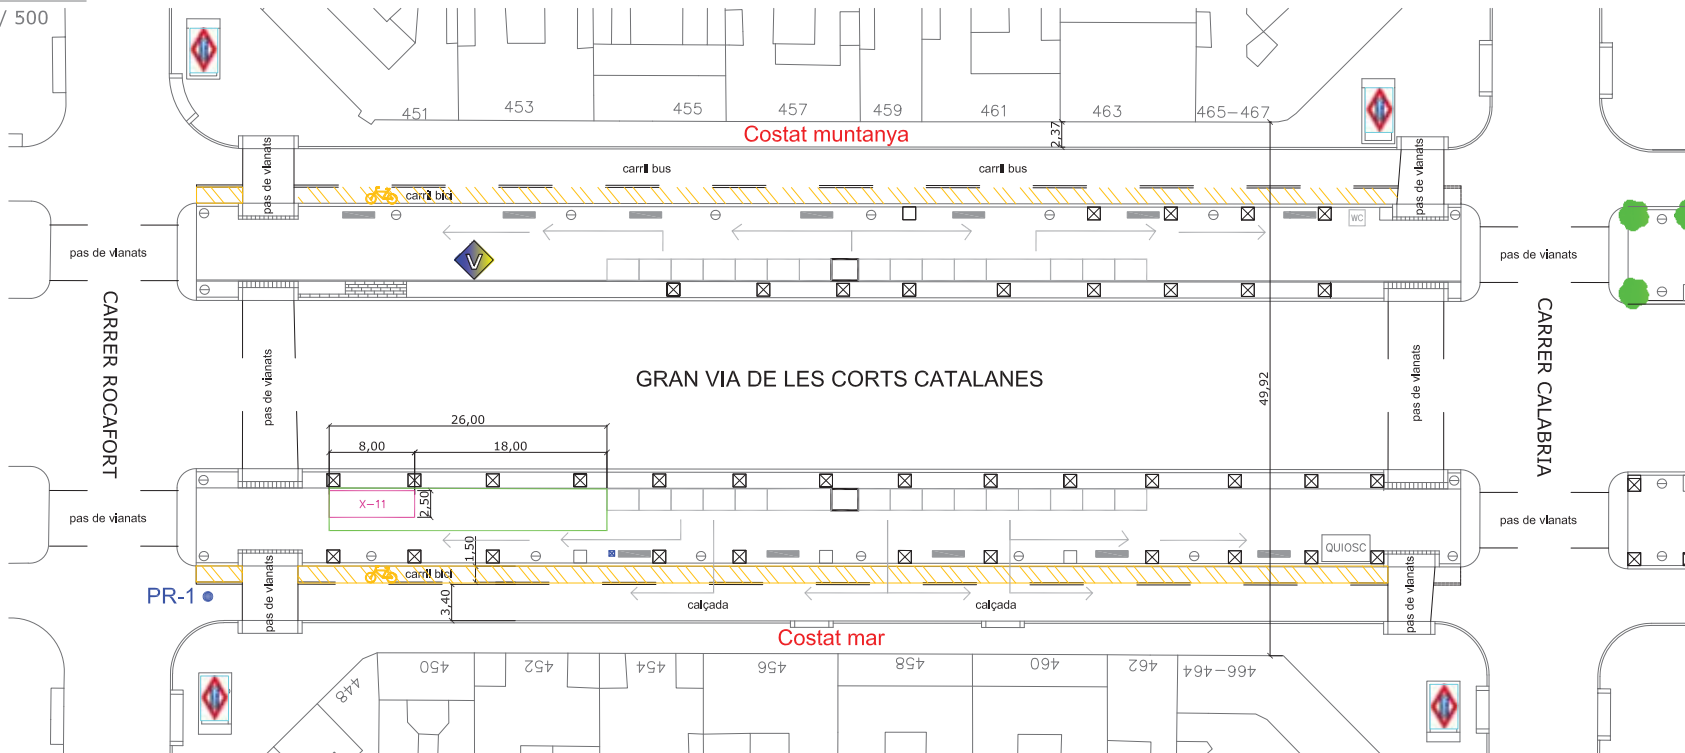 / 500
451
453
455
457
459
461
463
465-467
Costat muntanya
2,37
pas de vianats
carril bus
carril bus
pas de vianats
carril bici
WC
pas de vianats
V
pas de vianats
CARRER ROCAFORT
CARRER CALABRIA
pas de vianats
GRAN VIA DE LES CORTS CATALANES
pas de vianats
49,92
26,00
8,00
18,00
X-11
2,50
pas de vianats
pas de vianats
1,50
QUIOSC
carril bici
PR-1
pas de vianats
3,40
calçada
calçada
pas de vianats
Costat mar
448
450
452
454
456
458
460
462
466-464